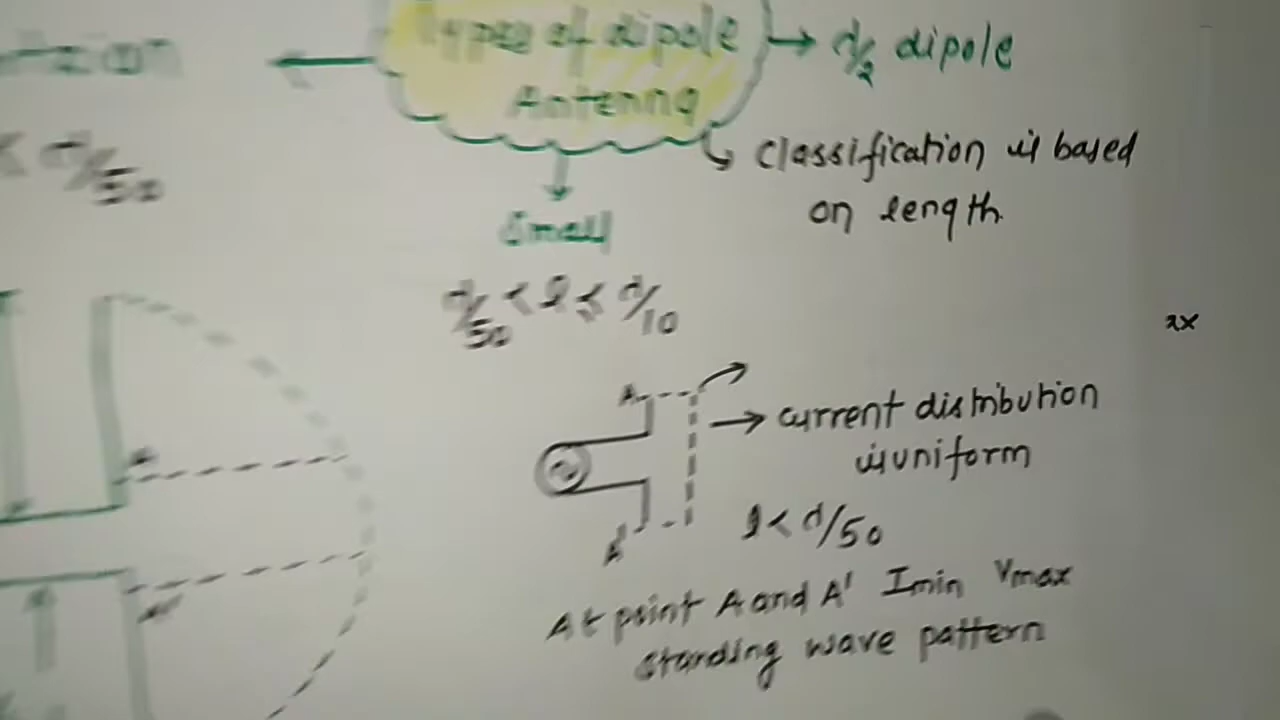 Types of dipole
Antenna
λ/2 dipole
classification is based
on length.
Small
λ/50 < l ≤ λ/10
λ/50
A
current distribution
is uniform
l < λ/50
A'
At point A and A' Imin Vmax
standing wave pattern